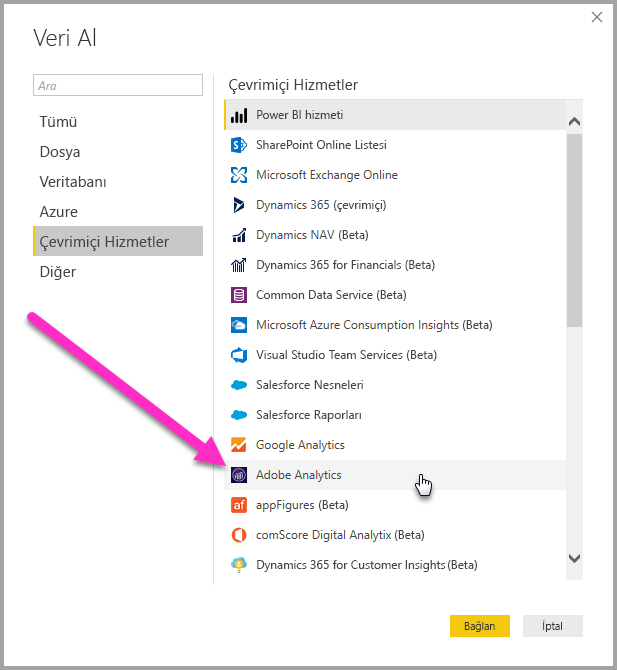 Veri Al
Ara
Tümü
Dosya
Veritabanı
Azure
Çevrimiçi Hizmetler
Diğer
Çevrimiçi Hizmetler
Power BI hizmeti
SharePoint Online Listesi
Microsoft Exchange Online
Dynamics 365 (çevrimiçi)
Dynamics NAV (Beta)
Dynamics 365 for Financials (Beta)
Common Data Service (Beta)
Microsoft Azure Consumption Insights (Beta)
Visual Studio Team Services (Beta)
Salesforce Nesneleri
Salesforce Raporları
Google Analytics
Adobe Analytics
af appFigures (Beta)
comScore Digital Analytix (Beta)
Dynamics 365 for Customer Insights (Beta)
Bağlan
İptal